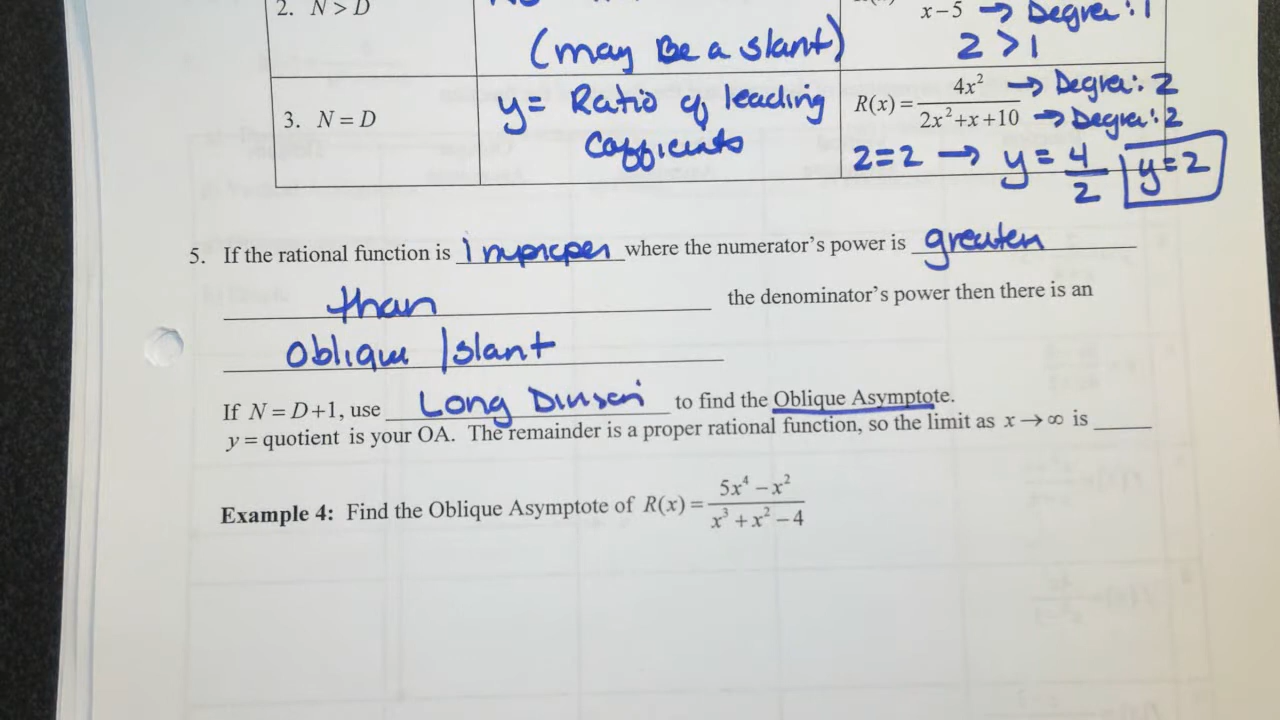 2. N > D
x−5 → Degree: 1
(may Be a slant) 2 > 1
3. N = D y = Ratio of leading coefficients R(x) = 4x²/2x²+x+10 → Degree: 2 → Degree: 2
2=2 → y = 4/2 y=2
5. If the rational function is Improper where the numerator's power is greater
than the denominator's power then there is an
Oblique / slant
If N = D+1, use Long Division to find the Oblique Asymptote.
y = quotient is your OA. The remainder is a proper rational function, so the limit as x → ∞ is ____
Example 4: Find the Oblique Asymptote of R(x) = 5x⁴ − x²/x³ + x² − 4